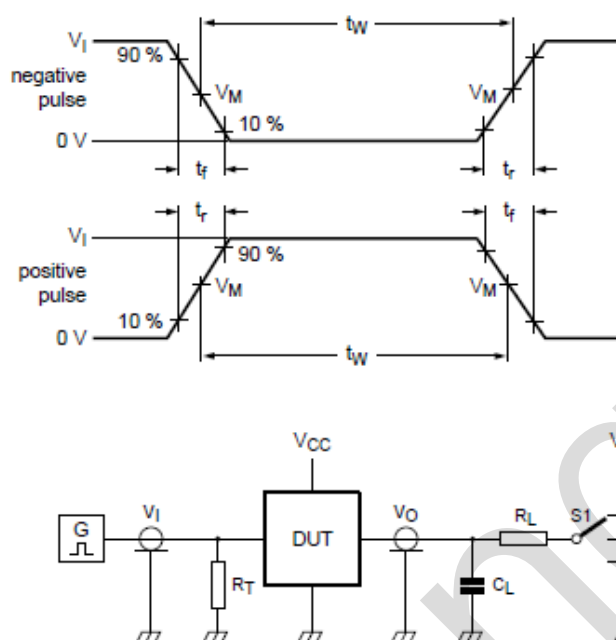 tW
VI
90 %
negative
pulse
VM
VM
10 %
0 V
tf
tr
tr
tf
VI
90 %
positive
pulse
VM
VM
10 %
0 V
tW
VCC
G
VI
DUT
VO
RL
S1
RT
CL